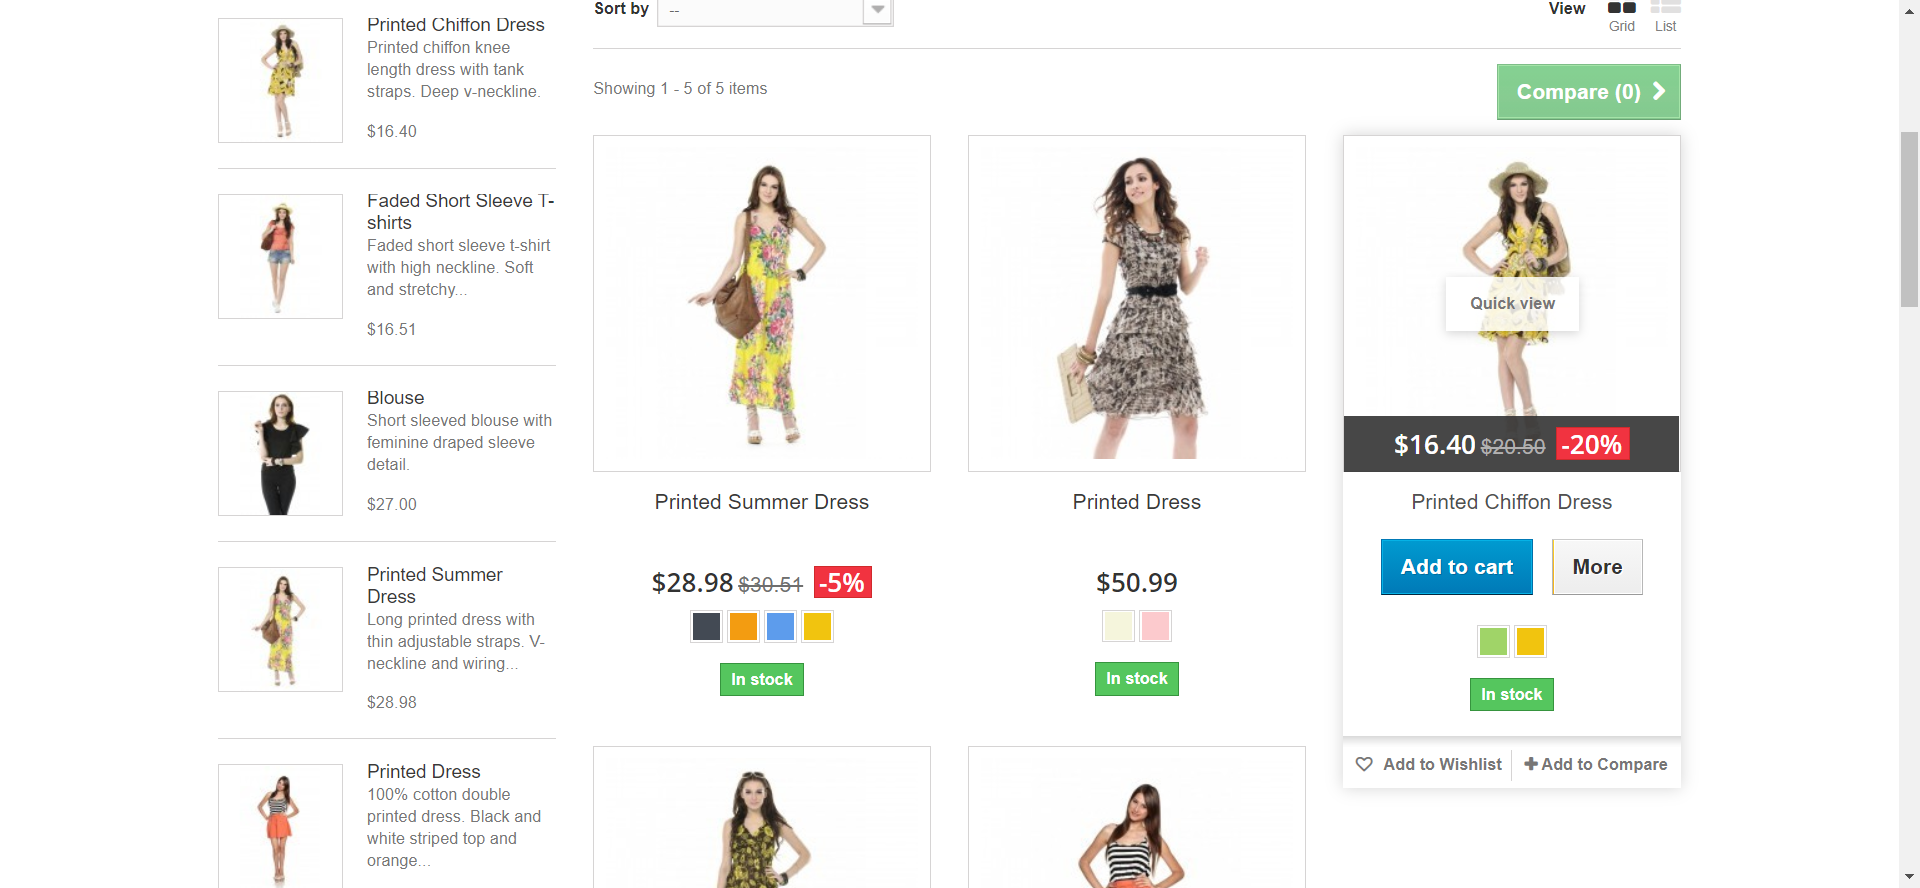 Printed Chiffon Dress
Printed chiffon knee
length dress with tank
straps. Deep v-neckline.
$16.40
Faded Short Sleeve T-
shirts
Faded short sleeve t-shirt
with high neckline. Soft
and stretchy...
$16.51
Blouse
Short sleeved blouse with
feminine draped sleeve
detail.
$27.00
Printed Summer
Dress
Long printed dress with
thin adjustable straps. V-
neckline and wiring...
$28.98
Printed Dress
100% cotton double
printed dress. Black and
white striped top and
orange...
Sort by --
View Grid List
Showing 1 - 5 of 5 items
Compare (0)
Printed Summer Dress
$28.98 $30.51 -5%
In stock
Printed Dress
$50.99
In stock
Quick view
$16.40 $20.50 -20%
Printed Chiffon Dress
Add to cart More
In stock
Add to Wishlist Add to Compare